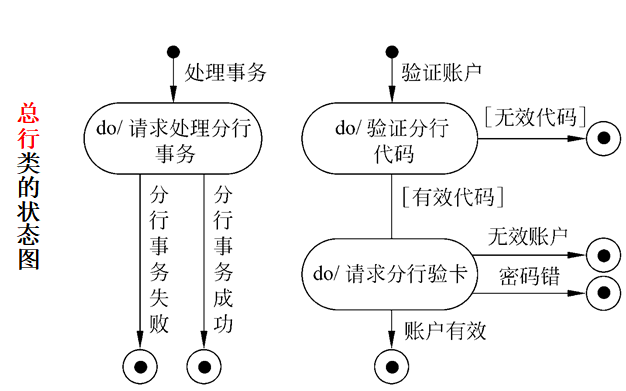 总行类的状态图
处理事务
do/请求处理分行
事务
分行事务失败
分行事务成功
验证账户
do/验证分行
代码
[无效代码]
[有效代码]
do/请求分行验卡
无效账户
密码错
账户有效